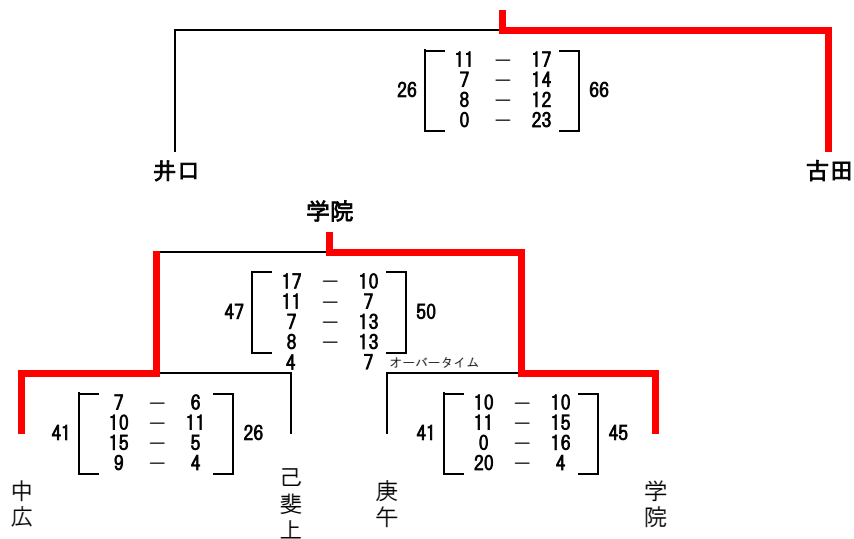 11 － 17
7 － 14
26 8 － 12 66
0 － 23
井口 古田
学院
17 － 10
11 － 7
47 7 － 13 50
8 － 13
4 7 オーバータイム
7 － 6
10 － 11
41 15 － 5 26
9 － 4
10 － 10
11 － 15
41 0 － 16 45
20 － 4
中広
己斐上
庚午
学院